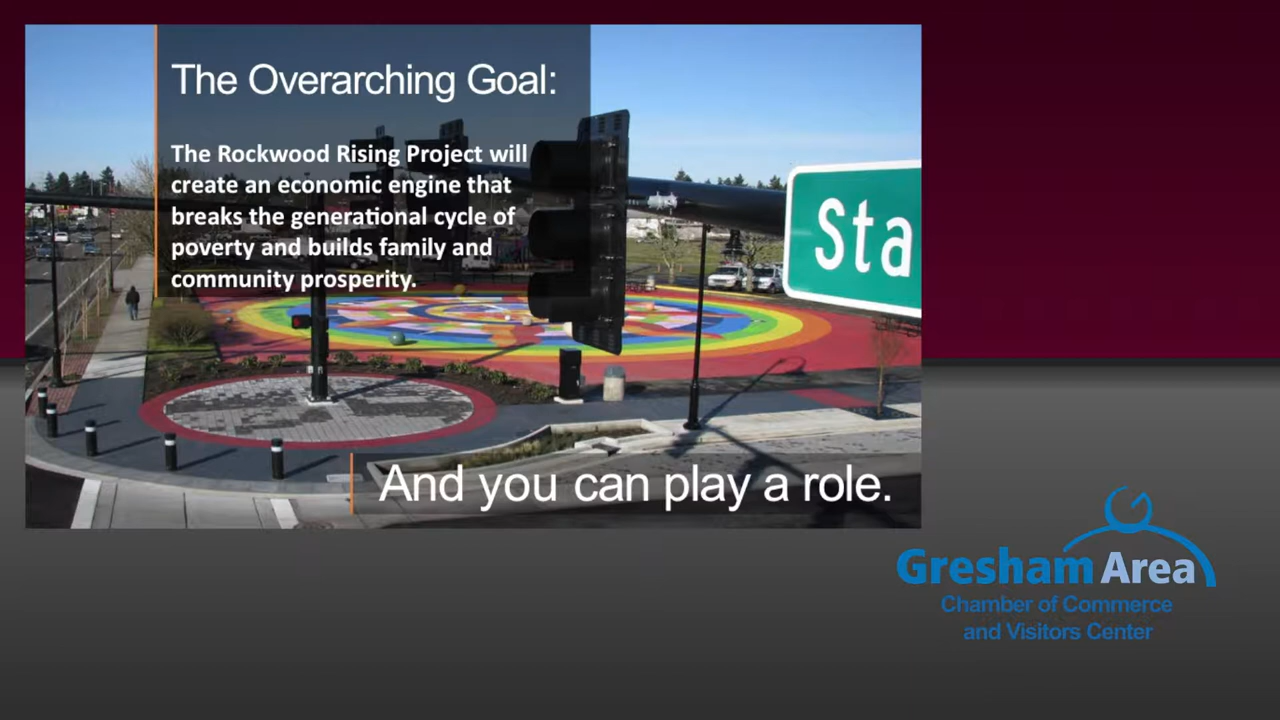 The Overarching Goal:
The Rockwood Rising Project will
create an economic engine that
breaks the generational cycle of
poverty and builds family and
community prosperity.
Sta
And you can play a role.
Gresham Area
Chamber of Commerce
and Visitors Center